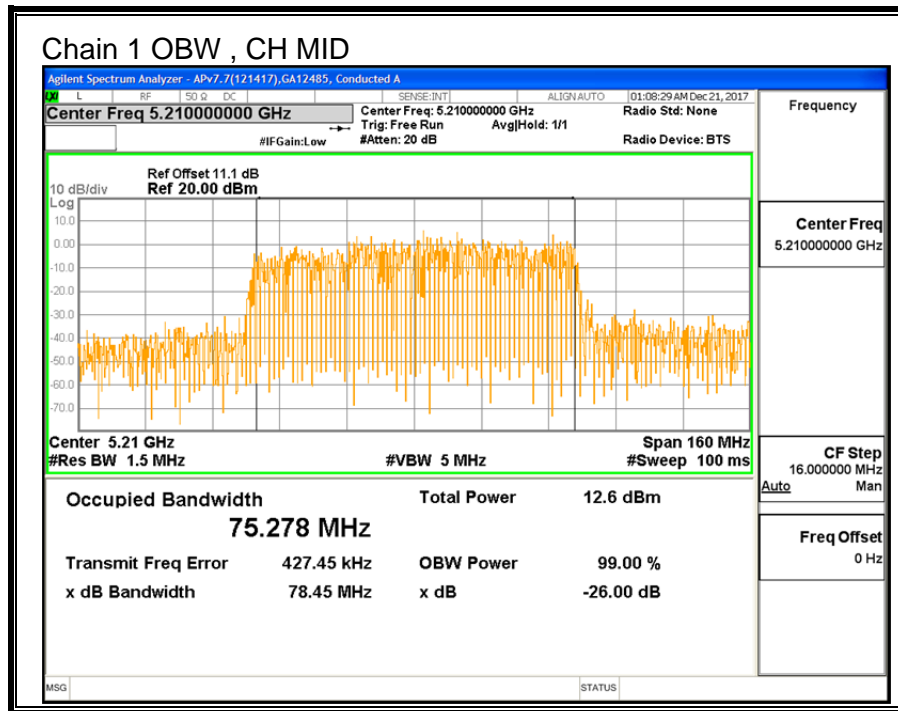 Chain 1 OBW , CH MID
Agilent Spectrum Analyzer - APv7.7(121417),GA12485, Conducted A
LXI L RF 50 Ω DC SENSE:INT ALIGN AUTO 01:08:29 AM Dec 21, 2017
Center Freq 5.210000000 GHz
Center Freq: 5.210000000 GHz
Radio Std: None
Trig: Free Run Avg|Hold: 1/1
#IFGain:Low
#Atten: 20 dB
Radio Device: BTS
Ref Offset 11.1 dB
10 dB/div Ref 20.00 dBm
Log
10.0
0.00
-10.0
-20.0
-30.0
-40.0
-50.0
-60.0
-70.0
Center 5.21 GHz Span 160 MHz
#Res BW 1.5 MHz #VBW 5 MHz #Sweep 100 ms
Occupied Bandwidth Total Power 12.6 dBm
75.278 MHz
Transmit Freq Error 427.45 kHz OBW Power 99.00 %
x dB Bandwidth 78.45 MHz x dB -26.00 dB
MSG STATUS
Frequency
Center Freq
5.210000000 GHz
CF Step
16.000000 MHz
Auto Man
Freq Offset
0 Hz